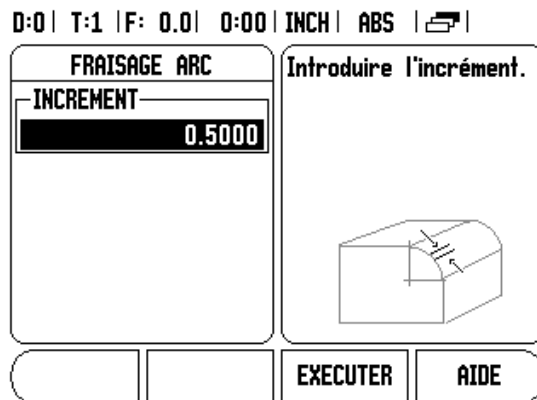 D:0| T:1 |F: 0.0| 0:00|INCH| ABS
FRAISAGE ARC
INCREMENT
0.5000
Introduire l'incrément.
EXECUTER
AIDE